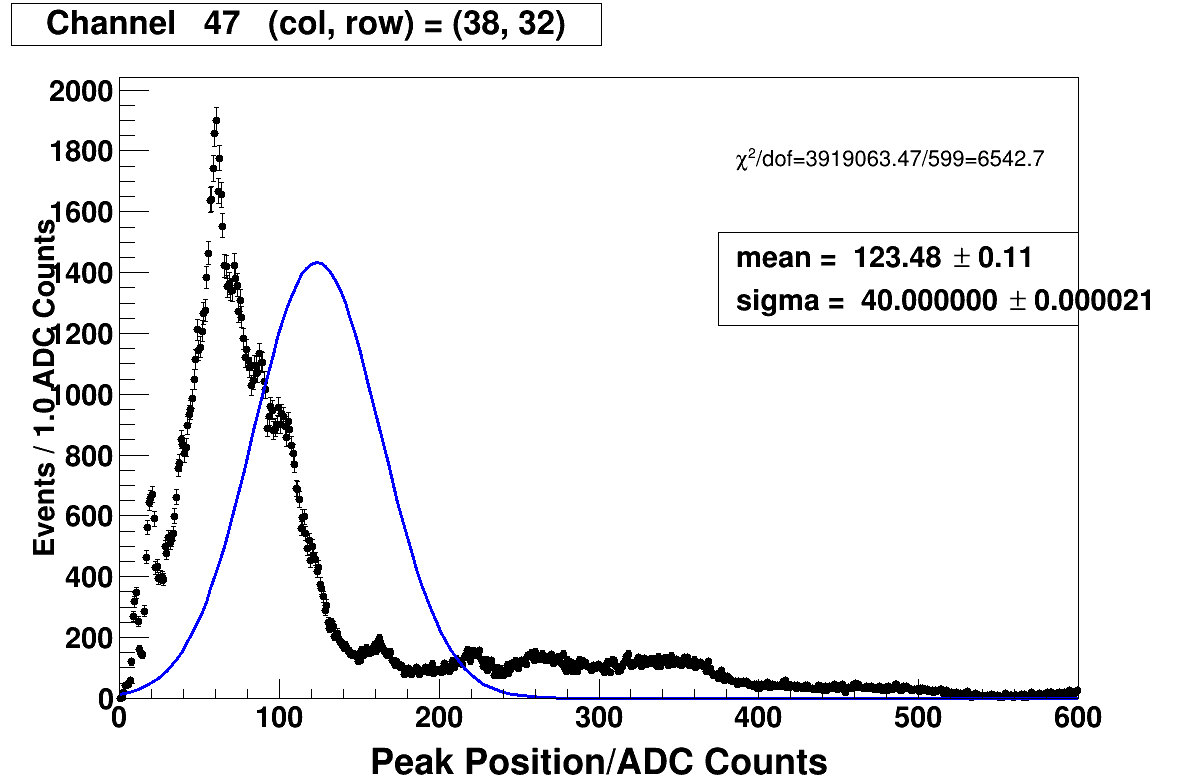 Channel 47 (col, row) = (38, 32)
2000
1800
1600
1400
1200
1000
800
600
400
200
0
Events / 1.0 ADC Counts
χ²/dof=3919063.47/599=6542.7
mean = 123.48 ± 0.11
sigma = 40.000000 ± 0.000021
0 100 200 300 400 500 600
Peak Position/ADC Counts